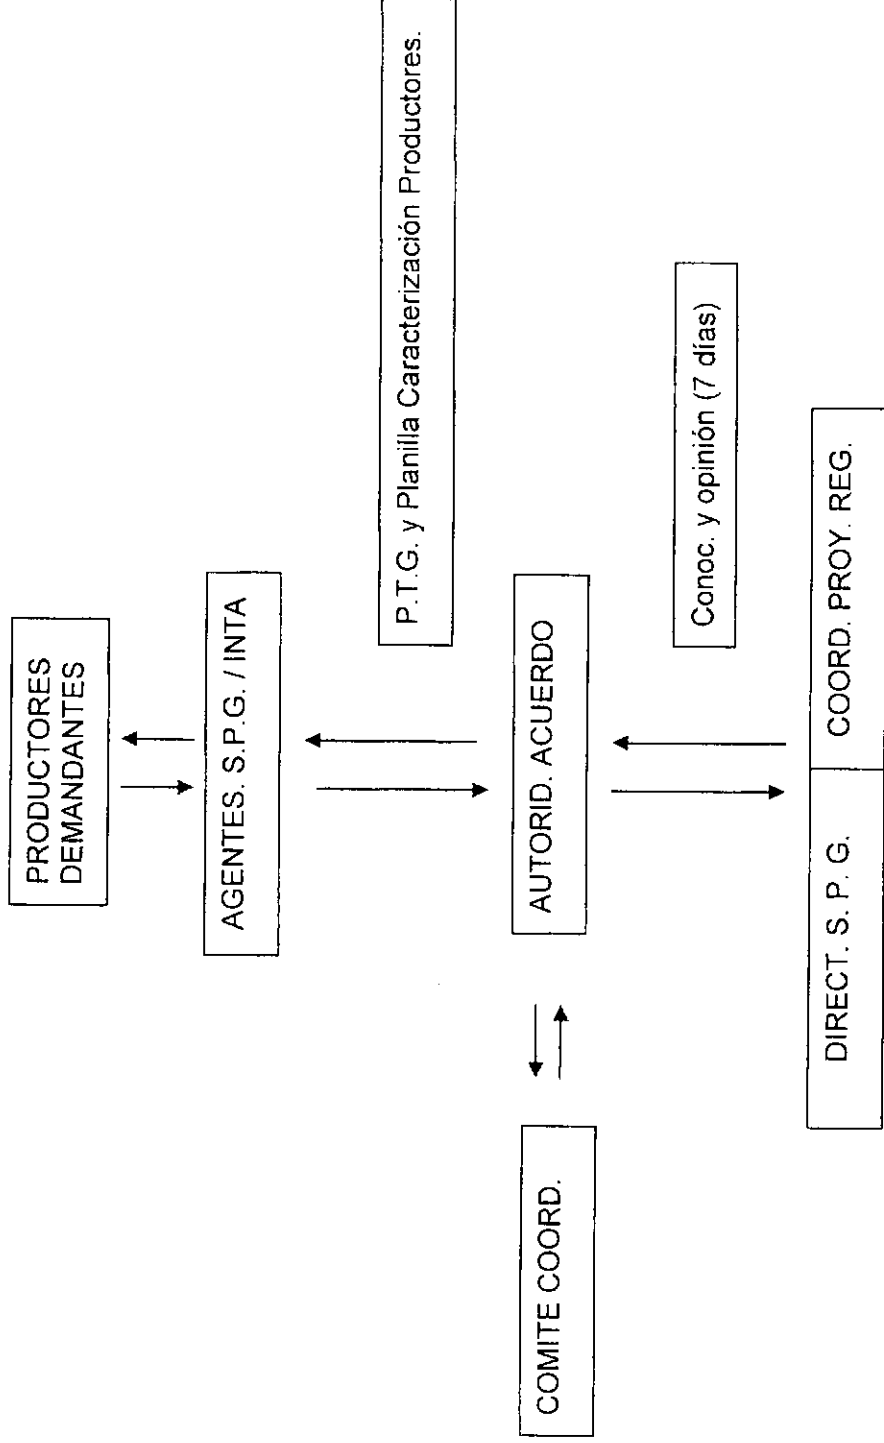 PRODUCTORES
DEMANDANTES
AGENTES. S.P.G. / INTA
P.T.G. y Planilla Caracterización Productores.
COMITE COORD.
AUTORID. ACUERDO
Conoc. y opinión (7 días)
DIRECT. S. P. G.
COORD. PROY. REG.